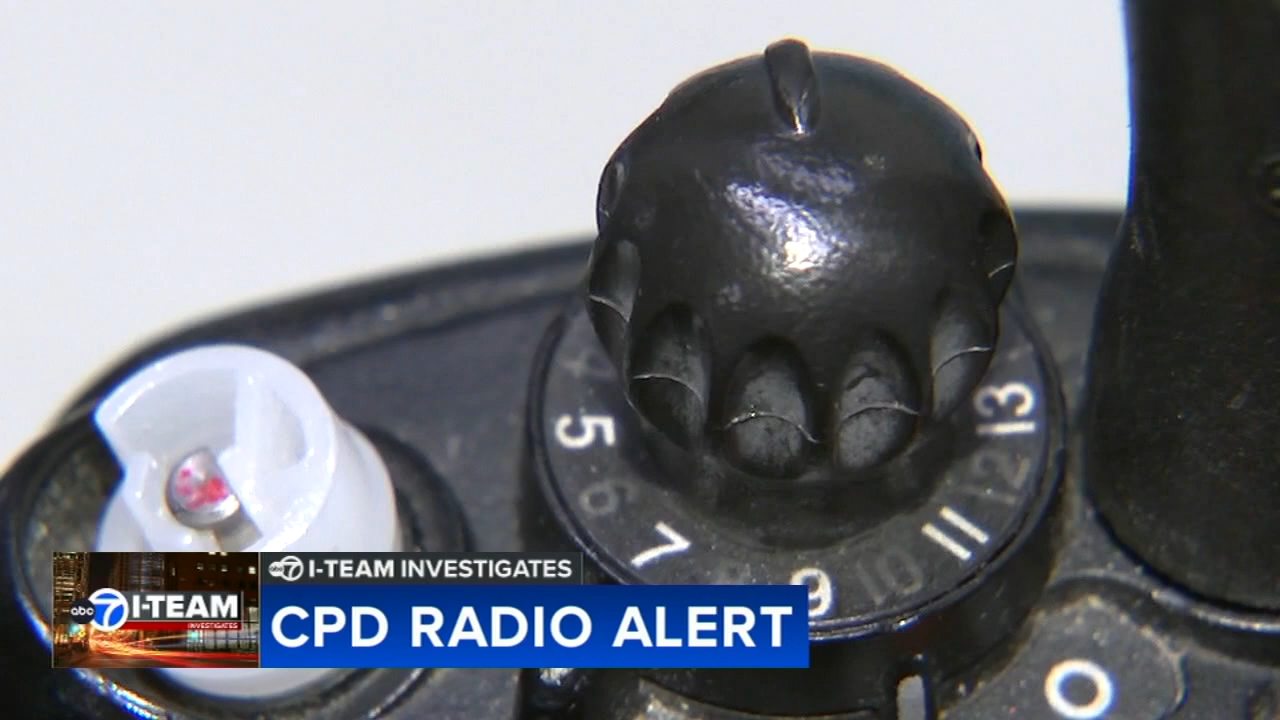 5
6
7
9
10
11
12
13
O
abc 7 I-TEAM
INVESTIGATES
7 I-TEAM INVESTIGATES
CPD RADIO ALERT